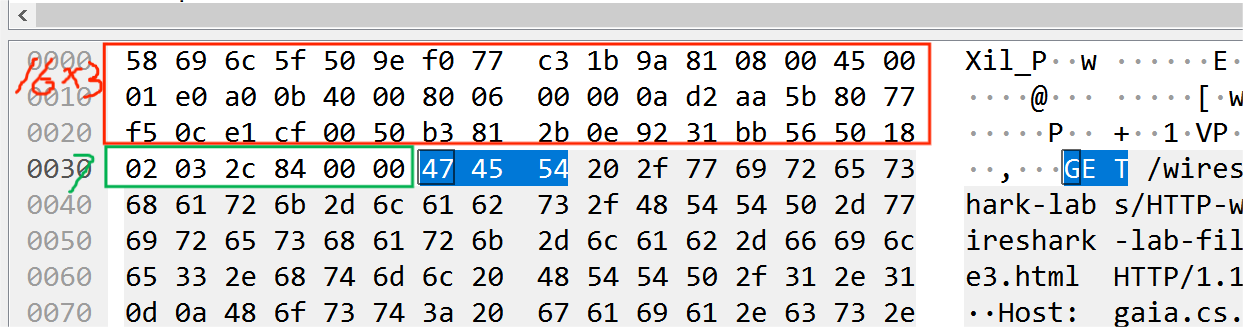 0000 58 69 6c 5f 50 9e f0 77 c3 1b 9a 81 08 00 45 00 Xil_P··w ······E·
16×3
0010 01 e0 a0 0b 40 00 80 06 00 00 0a d2 aa 5b 80 77 ····@··· ·····[·w
0020 f5 0c e1 cf 00 50 b3 81 2b 0e 92 31 bb 56 50 18 ·····P·· +··1·VP·
0030 02 03 2c 84 00 00 47 45 54 20 2f 77 69 72 65 73 ··,···GE T /wires
7
0040 68 61 72 6b 2d 6c 61 62 73 2f 48 54 54 50 2d 77 hark-lab s/HTTP-w
0050 69 72 65 73 68 61 72 6b 2d 6c 61 62 2d 66 69 6c ireshark -lab-fil
0060 65 33 2e 68 74 6d 6c 20 48 54 54 50 2f 31 2e 31 e3.html  HTTP/1.1
0070 0d 0a 48 6f 73 74 3a 20 67 61 69 61 2e 63 73 2e ··Host:  gaia.cs.